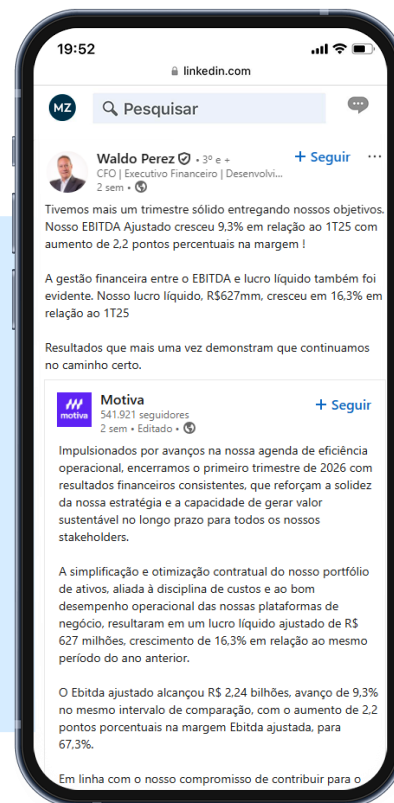 19:52
linkedin.com
MZ
Pesquisar
Waldo Perez • 3º e +
+ Seguir ...
CFO | Executivo Financeiro | Desenvolvi...
2 sem •
Tivemos mais um trimestre sólido entregando nossos objetivos.
Nosso EBITDA Ajustado cresceu 9,3% em relação ao 1T25 com
aumento de 2,2 pontos percentuais na margem !
A gestão financeira entre o EBITDA e lucro líquido também foi
evidente. Nosso lucro líquido, R$627mm, cresceu em 16,3% em
relação ao 1T25
Resultados que mais uma vez demonstram que continuamos
no caminho certo.
motiva
Motiva
+ Seguir
541.921 seguidores
2 sem • Editado •
Impulsionados por avanços na nossa agenda de eficiência
operacional, encerramos o primeiro trimestre de 2026 com
resultados financeiros consistentes, que reforçam a solidez
da nossa estratégia e a capacidade de gerar valor
sustentável no longo prazo para todos os nossos
stakeholders.
A simplificação e otimização contratual do nosso portfólio
de ativos, aliada à disciplina de custos e ao bom
desempenho operacional das nossas plataformas de
negócio, resultaram em um lucro líquido ajustado de R$
627 milhões, crescimento de 16,3% em relação ao mesmo
período do ano anterior.
O Ebitda ajustado alcançou R$ 2,24 bilhões, avanço de 9,3%
no mesmo intervalo de comparação, com o aumento de 2,2
pontos porcentuais na margem Ebitda ajustada, para
67,3%.
Em linha com o nosso compromisso de contribuir para o